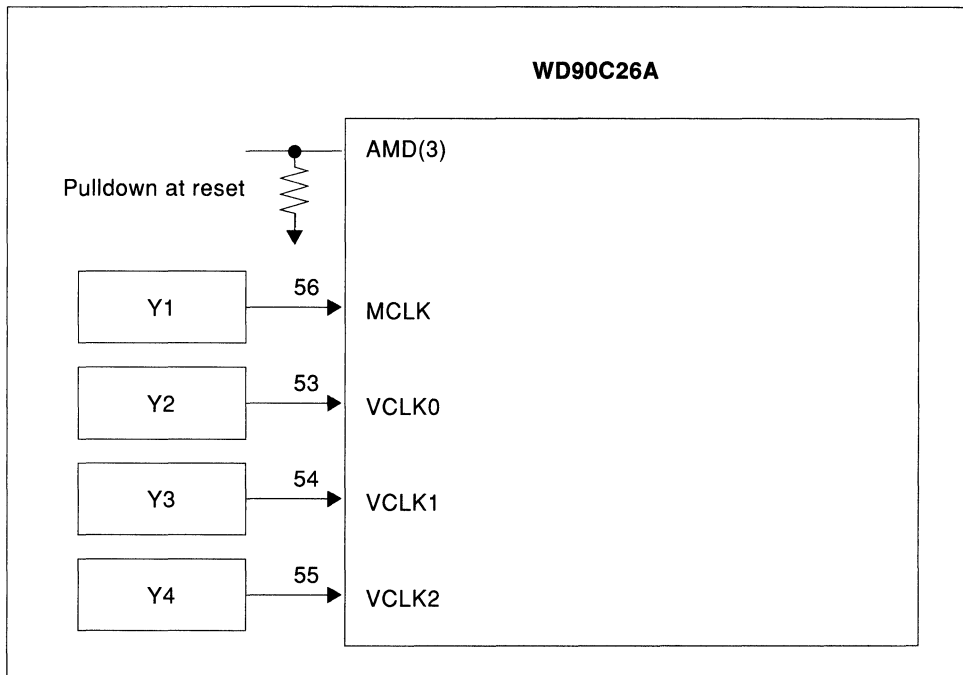 WD90C26A
AMD(3)
Pulldown at reset
Y1
56
MCLK
Y2
53
VCLK0
Y3
54
VCLK1
Y4
55
VCLK2